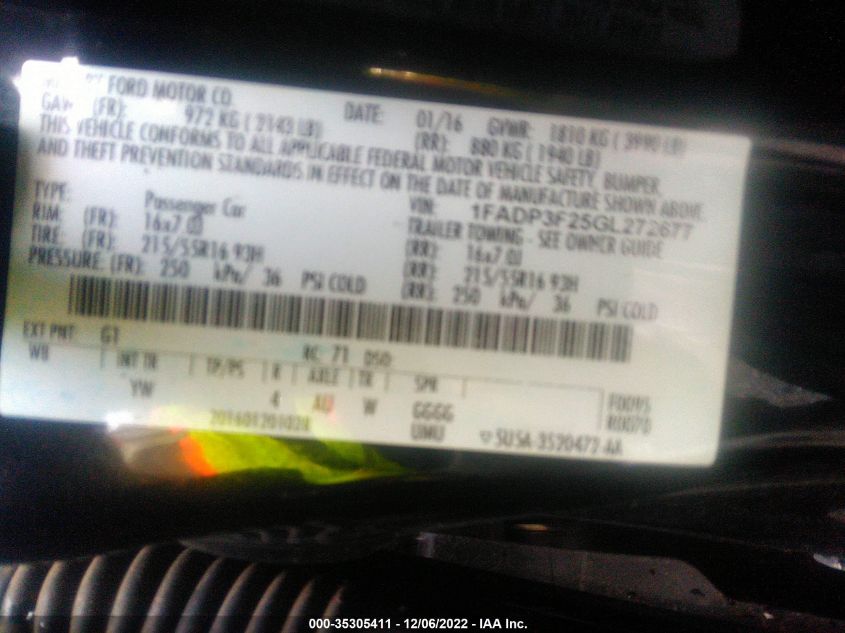 FORD MOTOR CO.
DATE: 01/16 GVWR: 1810 KG ( 3990 LB)
(FR): 972 KG ( 2143 LB) (RR): 880 KG ( 1940 LB)
THIS VEHICLE CONFORMS TO ALL APPLICABLE FEDERAL MOTOR VEHICLE SAFETY, BUMPER,
AND THEFT PREVENTION STANDARDS IN EFFECT ON THE DATE OF MANUFACTURE SHOWN ABOVE.
VIN: 1FADP3F25GL272677
TYPE: Passenger Car TRAILER TOWING - SEE OWNER GUIDE
RIM: (FR): 16x7.0J (RR): 16x7.0J
TIRE: (FR): 215/55R16 93H (RR): 215/55R16 93H
PRESSURE (FR): 250 kPa/ 36 PSI COLD (RR): 250 kPa/ 36 PSI COLD
EXT PNT: G1 RC: 71 DSO:
WB INT TR TP/PS R AXLE TR SPR F0095
YW 4 W GGGG R0070
UMU 5U5A-3520472-AA
000-35305411 - 12/06/2022 - IAA Inc.